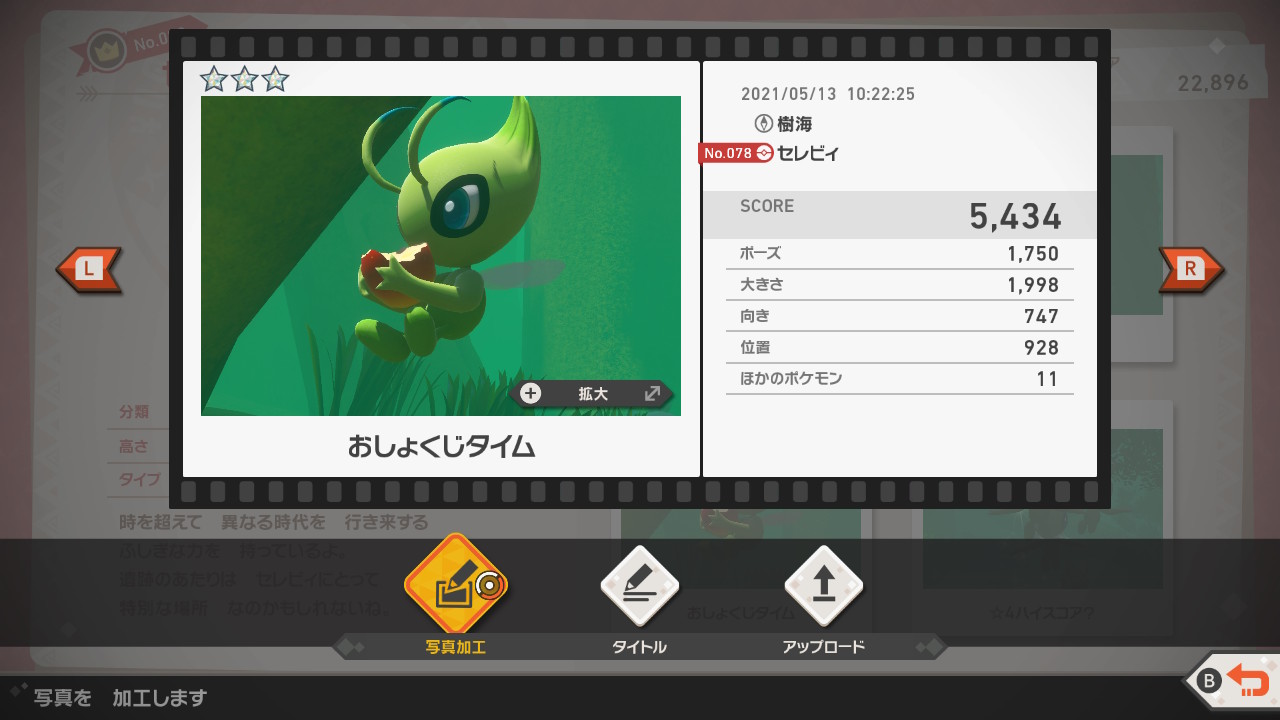 No.0
22,896
2021/05/13 10:22:25
樹海
No.078 セレビィ
SCORE 5,434
ポーズ 1,750
大きさ 1,998
向き 747
位置 928
ほかのポケモン 11
拡大
おしょくじタイム
L
R
分類
高さ
タイプ
時を超えて 異なる時代を 行き来する
ふしぎな力を 持っているよ。
遺跡のあたりは セレビィにとって
特別な場所 なのかもしれないね。
おしょくじタイム
☆4ハイスコア?
写真加工
タイトル
アップロード
B
写真を 加工します